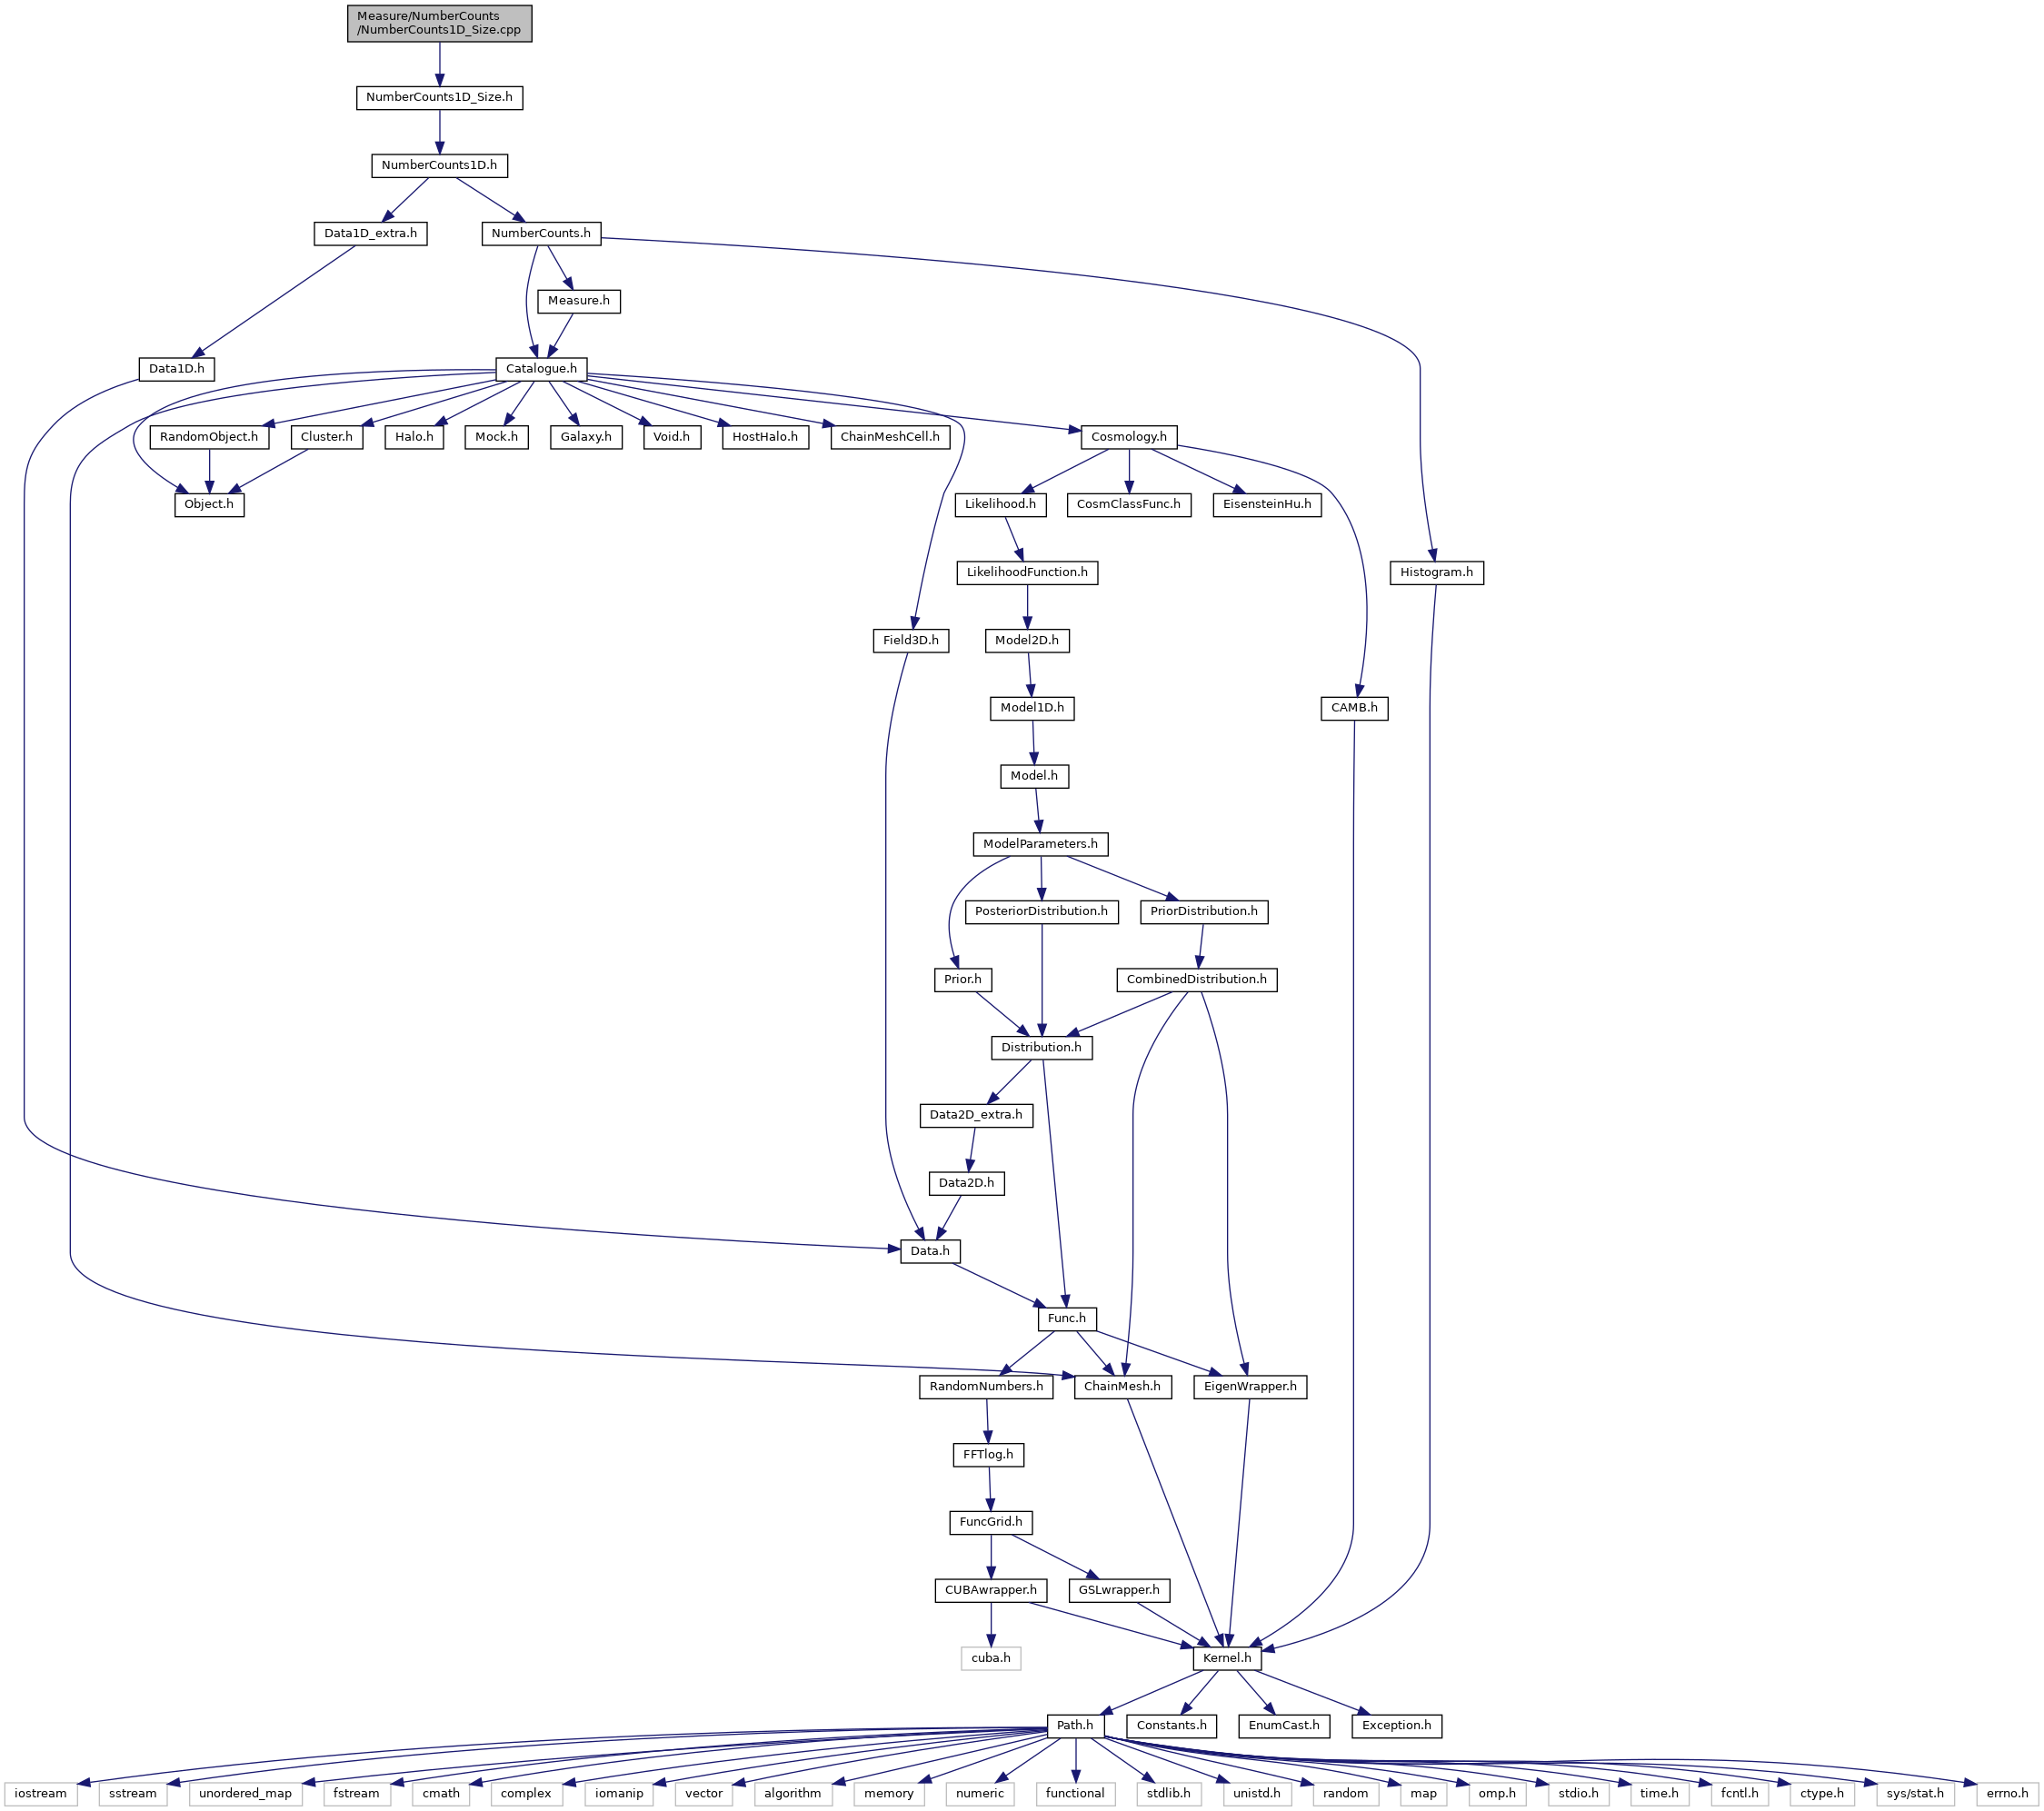 Measure/NumberCounts
/NumberCounts1D_Size.cpp
NumberCounts1D_Size.h
NumberCounts1D.h
Data1D_extra.h
NumberCounts.h
Measure.h
Data1D.h
Catalogue.h
RandomObject.h
Cluster.h
Halo.h
Mock.h
Galaxy.h
Void.h
HostHalo.h
ChainMeshCell.h
Cosmology.h
Object.h
Likelihood.h
CosmClassFunc.h
EisensteinHu.h
LikelihoodFunction.h
Histogram.h
Field3D.h
Model2D.h
Model1D.h
CAMB.h
Model.h
ModelParameters.h
PosteriorDistribution.h
PriorDistribution.h
Prior.h
CombinedDistribution.h
Distribution.h
Data2D_extra.h
Data2D.h
Data.h
Func.h
RandomNumbers.h
ChainMesh.h
EigenWrapper.h
FFTlog.h
FuncGrid.h
CUBAwrapper.h
GSLwrapper.h
cuba.h
Kernel.h
Path.h
Constants.h
EnumCast.h
Exception.h
iostream
sstream
unordered_map
fstream
cmath
complex
iomanip
vector
algorithm
memory
numeric
functional
stdlib.h
unistd.h
random
map
omp.h
stdio.h
time.h
fcntl.h
ctype.h
sys/stat.h
errno.h